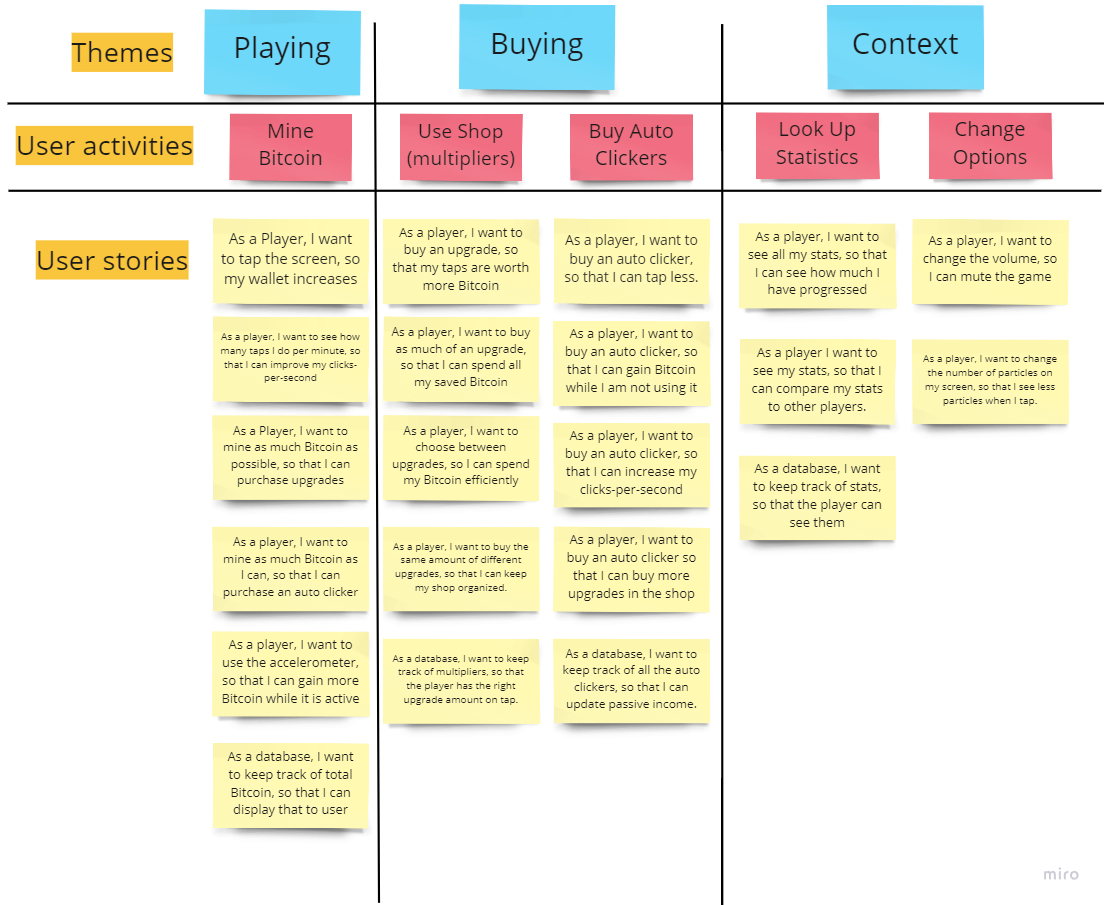 Themes
Playing
Buying
Context
User activities
Mine
Bitcoin
Use Shop
(multipliers)
Buy Auto
Clickers
Look Up
Statistics
Change
Options
User stories
As a Player, I want
to tap the screen, so
my wallet increases
As a player, I want to see how
many taps I do per minute, so
that I can improve my clicks-
per-second
As a Player, I want to
mine as much Bitcoin as
possible, so that I can
purchase upgrades
As a player, I want to
mine as much Bitcoin as
I can, so that I can
purchase an auto clicker
As a player, I want to
use the accelerometer,
so that I can gain more
Bitcoin while it is active
As a database, I want
to keep track of total
Bitcoin, so that I can
display that to user
As a player, I want to
buy an upgrade, so
that my taps are worth
more Bitcoin
As a player, I want to buy
as much of an upgrade,
so that I can spend all
my saved Bitcoin
As a player, I want to
choose between
upgrades, so I can spend
my Bitcoin efficiently
As a player, I want to buy the
same amount of different
upgrades, so that I can keep
my shop organized.
As a database, I want to keep
track of multipliers, so that
the player has the right
upgrade amount on tap.
As a player, I want to
buy an auto clicker,
so that I can tap less.
As a player, I want to
buy an auto clicker, so
that I can gain Bitcoin
while I am not using it
As a player, I want to
buy an auto clicker, so
that I can increase my
clicks-per-second
As a player, I want to
buy an auto clicker so
that I can buy more
upgrades in the shop
As a database, I want to
keep track of all the auto
clickers, so that I can
update passive income.
As a player, I want to
see all my stats, so that
I can see how much I
have progressed
As a player I want to
see my stats, so that I
can compare my stats
to other players.
As a database, I want
to keep track of stats,
so that the player can
see them
As a player, I want to
change the volume, so
I can mute the game
As a player, I want to change
the number of particles on
my screen, so that I see less
particles when I tap.
miro